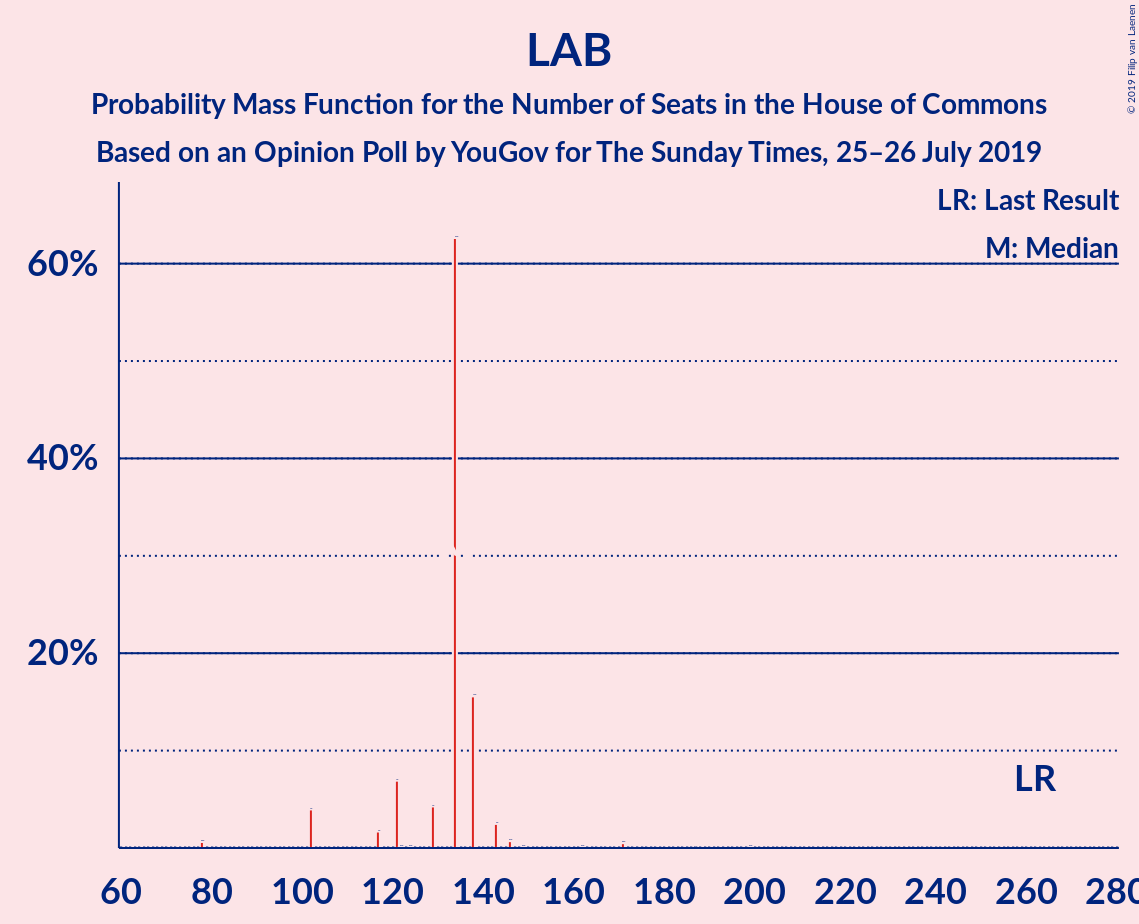 LAB
Probability Mass Function for the Number of Seats in the House of Commons
Based on an Opinion Poll by YouGov for The Sunday Times, 25–26 July 2019
© 2019 Filip van Laenen
LR: Last Result
M: Median
60%
40%
20%
LR
60 80 100 120 140 160 180 200 220 240 260 280